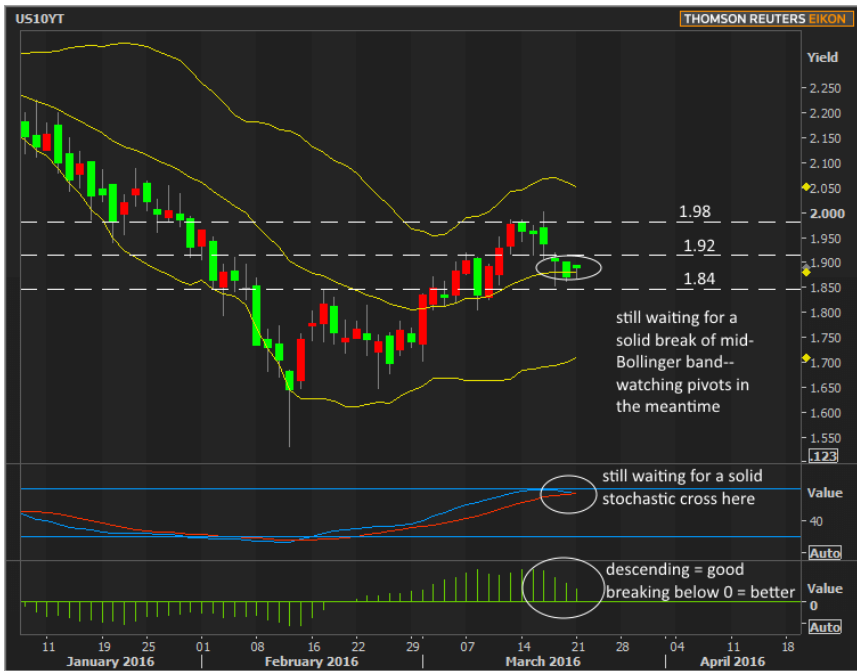 US10YT
THOMSON REUTERS EIKON
Yield
2.250
2.200
2.150
2.100
2.050
2.000
1.950
1.900
1.850
1.800
1.750
1.700
1.650
1.600
1.550
.123
1.98
1.92
1.84
still waiting for a
solid break of mid-
Bollinger band--
watching pivots in
the meantime
still waiting for a solid
stochastic cross here
Value
40
Auto
descending = good
breaking below 0 = better
Value
0
Auto
11 19 25 01 08 16 22 07 14 21 28 04 11 18
January 2016 February 2016 March 2016 April 2016